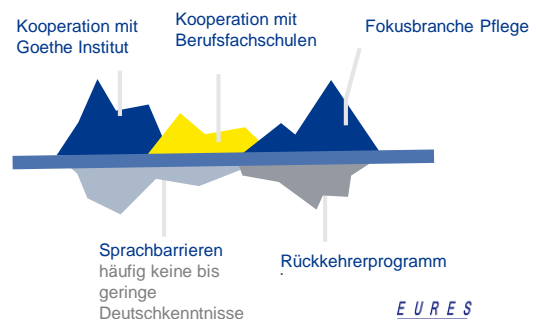 Kooperation mit
Goethe Institut
Kooperation mit
Berufsfachschulen
Fokusbranche Pflege
Sprachbarrieren
häufig keine bis
geringe
Deutschkenntnisse
Rückkehrerprogramm
.
EURES